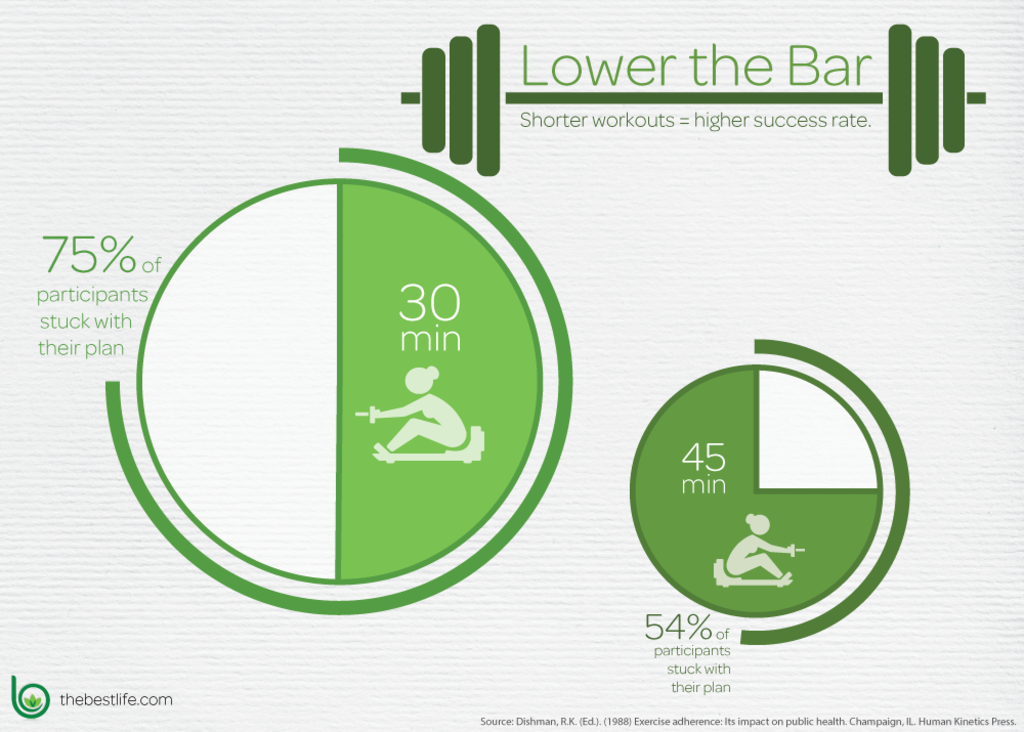 Lower the Bar
Shorter workouts = higher success rate.
75% of
participants
stuck with
their plan
30
min
45
min
54% of
participants
stuck with
their plan
thebestlife.com
Source: Dishman, R.K. (Ed.). (1988) Exercise adherence: Its impact on public health. Champaign, IL. Human Kinetics Press.